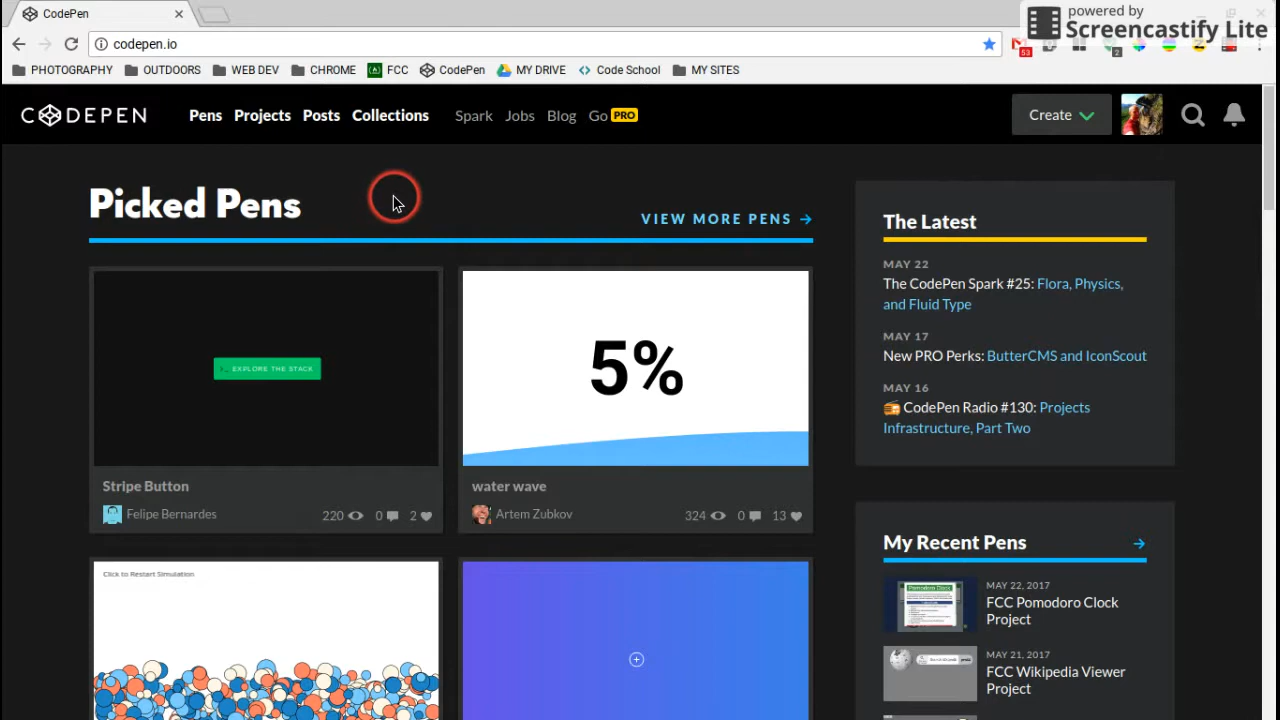 CodePen
powered by
Screencastify Lite
codepen.io
53
2
PHOTOGRAPHY OUTDOORS WEB DEV CHROME FCC CodePen MY DRIVE Code School MY SITES
CODEPEN Pens Projects Posts Collections Spark Jobs Blog Go PRO Create
Picked Pens
VIEW MORE PENS →
EXPLORE THE STACK
5%
Stripe Button
Felipe Bernardes 220 0 2
water wave
Artem Zubkov 324 0 13
Click to Restart Simulation
The Latest
MAY 22
The CodePen Spark #25: Flora, Physics,
and Fluid Type
MAY 17
New PRO Perks: ButterCMS and IconScout
MAY 16
CodePen Radio #130: Projects
Infrastructure, Part Two
My Recent Pens →
MAY 22, 2017
FCC Pomodoro Clock
Project
Pomodoro Clock
MAY 21, 2017
FCC Wikipedia Viewer
Project